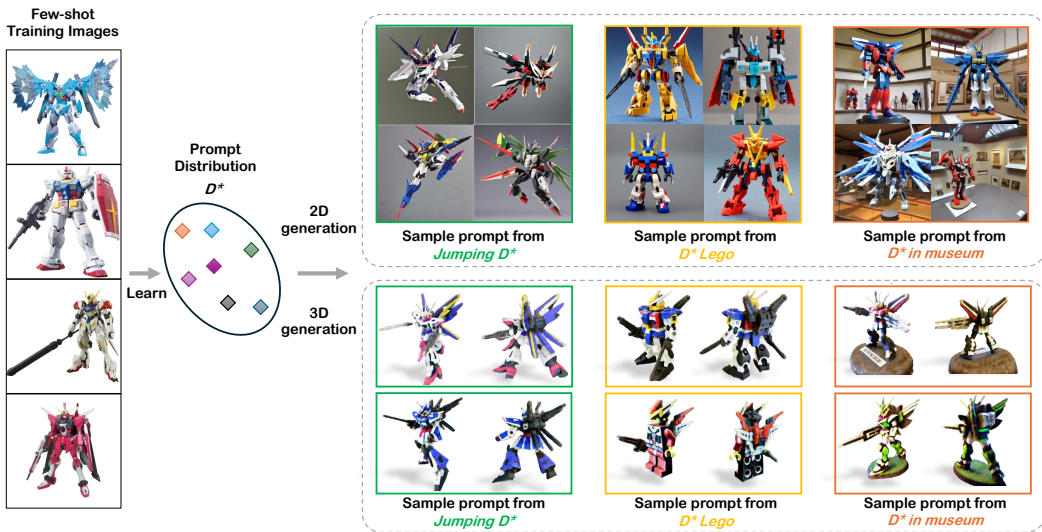 Few-shot
Training Images
Learn
Prompt
Distribution
D*
2D
generation
3D
generation
Sample prompt from
Jumping D*
Sample prompt from
D* Lego
Sample prompt from
D* in museum
Sample prompt from
Jumping D*
Sample prompt from
D* Lego
Sample prompt from
D* in museum